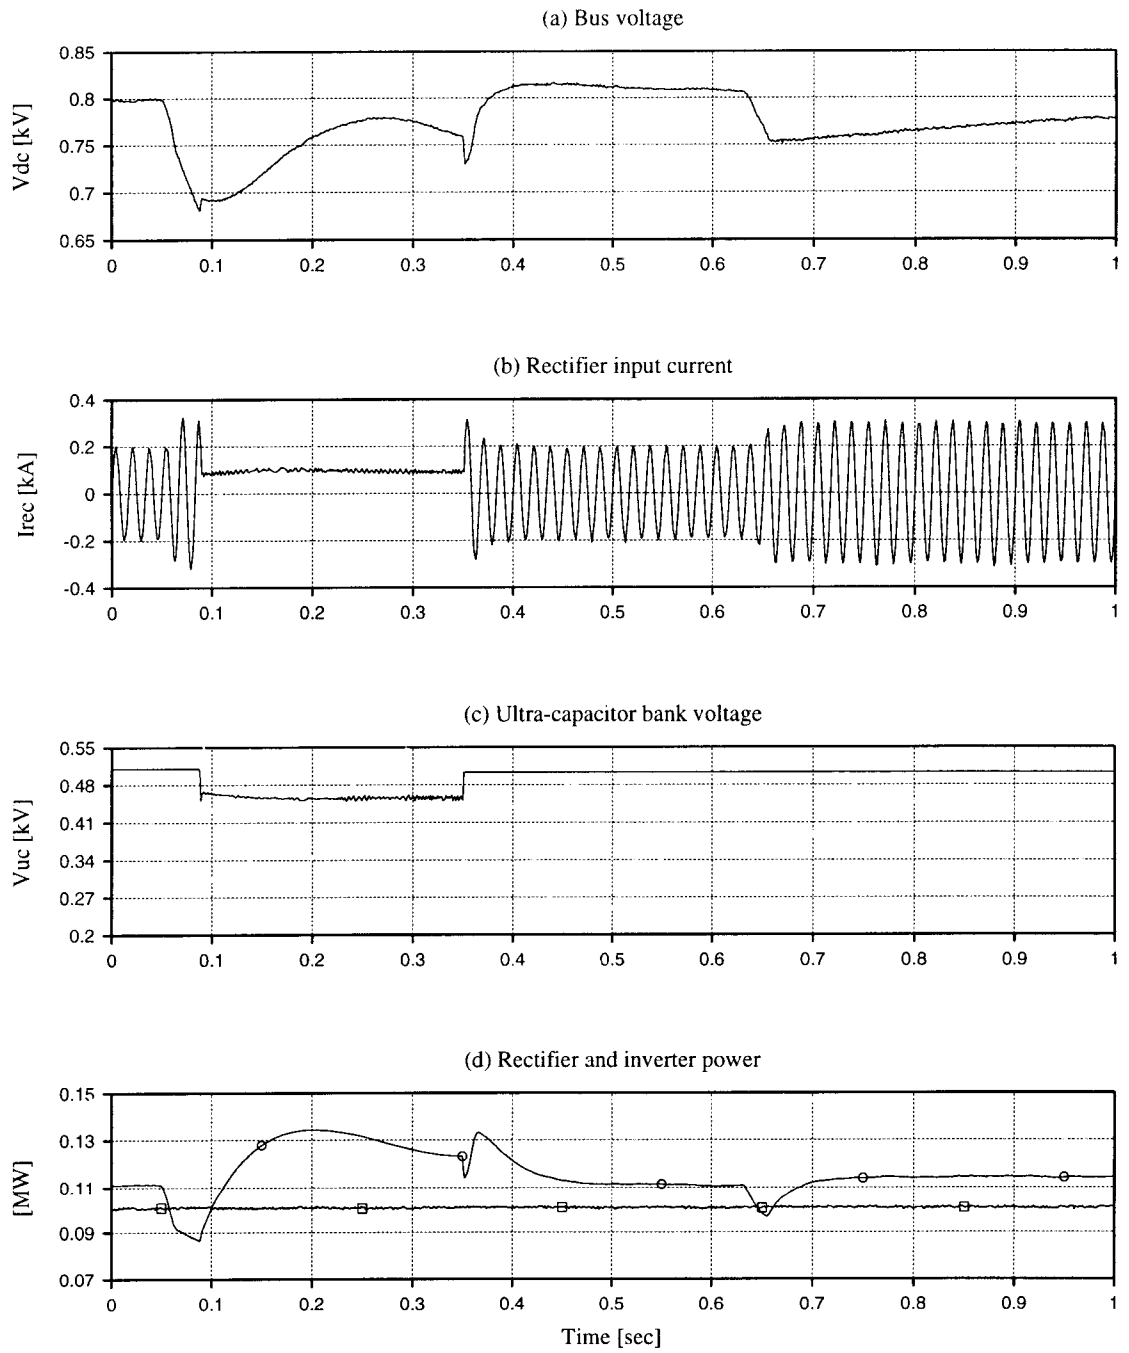 (a) Bus voltage
Vdc [kV]
0.85
0.8
0.75
0.7
0.65
0 0.1 0.2 0.3 0.4 0.5 0.6 0.7 0.8 0.9 1
(b) Rectifier input current
Irec [kA]
0.4
0.2
0
-0.2
-0.4
0 0.1 0.2 0.3 0.4 0.5 0.6 0.7 0.8 0.9 1
(c) Ultra-capacitor bank voltage
Vuc [kV]
0.55
0.48
0.41
0.34
0.27
0.2
0 0.1 0.2 0.3 0.4 0.5 0.6 0.7 0.8 0.9 1
(d) Rectifier and inverter power
[MW]
0.15
0.13
0.11
0.09
0.07
0 0.1 0.2 0.3 0.4 0.5 0.6 0.7 0.8 0.9 1
Time [sec]